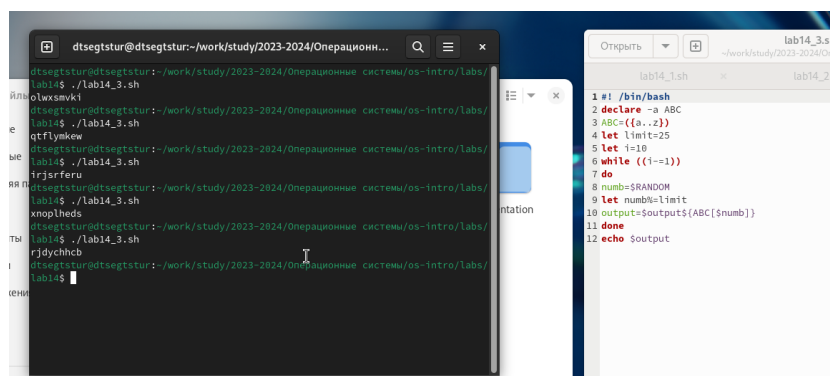 dtsegtstur@dtsegtstur:~/work/study/2023-2024/Операционн...
dtsegtstur@dtsegtstur:~/work/study/2023-2024/Операционные системы/os-intro/labs/
lab14$ ./lab14_3.sh
olwxsmvki
dtsegtstur@dtsegtstur:~/work/study/2023-2024/Операционные системы/os-intro/labs/
lab14$ ./lab14_3.sh
qtflymkew
dtsegtstur@dtsegtstur:~/work/study/2023-2024/Операционные системы/os-intro/labs/
lab14$ ./lab14_3.sh
irjsrferu
dtsegtstur@dtsegtstur:~/work/study/2023-2024/Операционные системы/os-intro/labs/
lab14$ ./lab14_3.sh
xnoplheds
dtsegtstur@dtsegtstur:~/work/study/2023-2024/Операционные системы/os-intro/labs/
lab14$ ./lab14_3.sh
rjdychhcb
dtsegtstur@dtsegtstur:~/work/study/2023-2024/Операционные системы/os-intro/labs/
lab14$
ntation
Открыть
lab14_3.s
~/work/study/2023-2024/О
lab14_1.sh
lab14_2
1 #! /bin/bash
2 declare -a ABC
3 ABC=({a..z})
4 let limit=25
5 let i=10
6 while ((i-=1))
7 do
8 numb=$RANDOM
9 let numb%=limit
10 output=$output${ABC[$numb]}
11 done
12 echo $output